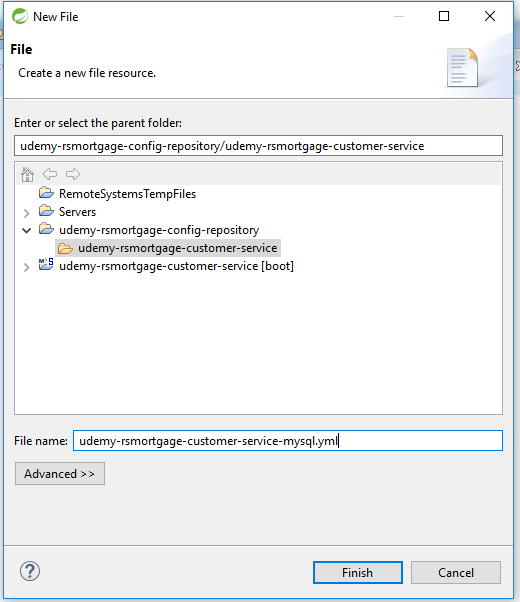 New File
File
Create a new file resource.
Enter or select the parent folder:
udemy-rsmortgage-config-repository/udemy-rsmortgage-customer-service
RemoteSystemsTempFiles
Servers
udemy-rsmortgage-config-repository
udemy-rsmortgage-customer-service
udemy-rsmortgage-customer-service [boot]
File name: udemy-rsmortgage-customer-service-mysql.yml
Advanced >>
Finish Cancel